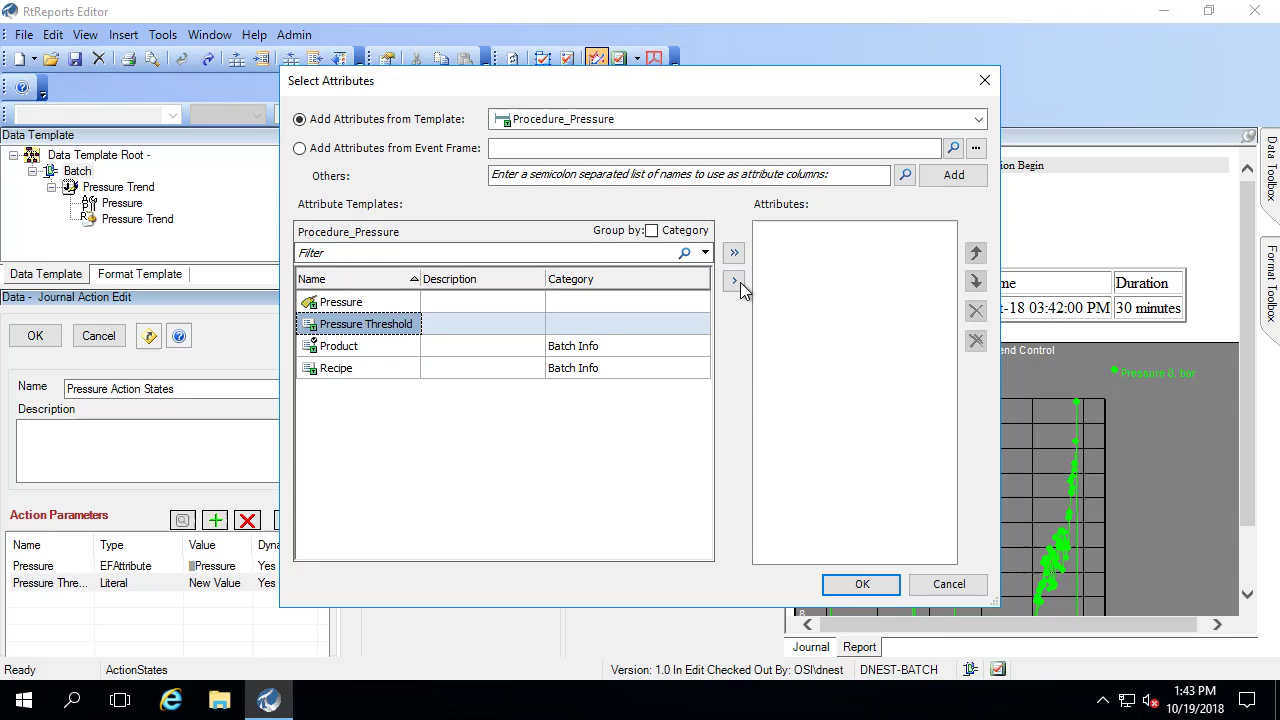 RtReports Editor
File Edit View Insert Tools Window Help Admin
Select Attributes
Add Attributes from Template: Procedure_Pressure
Add Attributes from Event Frame:
Others: Enter a semicolon separated list of names to use as attribute columns: Add
Attribute Templates: Attributes:
Procedure_Pressure Group by: Category
Filter
Name Description Category
Pressure
Pressure Threshold
Product Batch Info
Recipe Batch Info
OK Cancel
Data Template
Data Template Root -
Batch
Pressure Trend
Pressure
Pressure Trend
Data Template Format Template
Data - Journal Action Edit
OK Cancel
Name Pressure Action States
Description
Action Parameters
Name Type Value Dyna
Pressure EFAttribute Pressure Yes
Pressure Thre... Literal New Value Yes
ion Begin
me Duration
t-18 03:42:00 PM 30 minutes
end Control
Pressure 8. bar
8
Journal Report
Data Toolbox
Format Toolbox
Ready ActionStates Version: 1.0 In Edit Checked Out By: OSI\dnest DNEST-BATCH
1:43 PM
10/19/2018